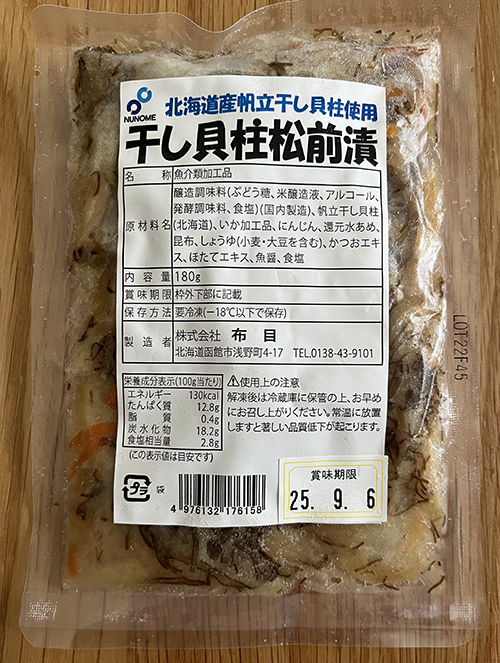 NUNOME
北海道産帆立干し貝柱使用
干し貝柱松前漬
名称 魚介類加工品
原材料名 醸造調味料(ぶどう糖、米醸造液、アルコール、
発酵調味料、食塩)(国内製造)、帆立干し貝柱
(北海道)、いか加工品、にんじん、還元水あめ、
昆布、しょうゆ(小麦・大豆を含む)、かつおエキ
ス、ほたてエキス、魚醤、食塩
内容量 180g
賞味期限 枠外下部に記載
保存方法 要冷凍(−18℃以下で保存)
製造者 株式会社 布目
北海道函館市浅野町4-17 TEL.0138-43-9101
栄養成分表示(100g当たり)
エネルギー 130kcal
たんぱく質 12.8g
脂質 0.4g
炭水化物 18.2g
食塩相当量 2.8g
(この表示値は目安です)
⚠使用上の注意
解凍後は冷蔵庫に保管の上、お早め
にお召し上がりください。常温に放置
しますと著しい品質低下が起こります。
プラ 袋
4 976132 176158
賞味期限
25. 9. 6
LOT22F45